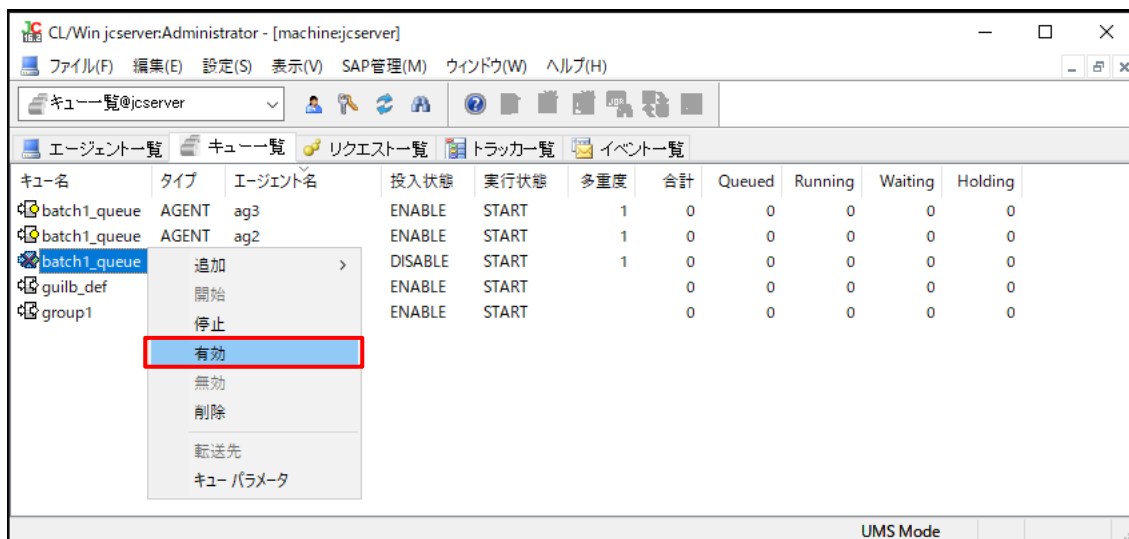 CL/Win jcserver:Administrator - [machine:jcserver]
ファイル(F) 編集(E) 設定(S) 表示(V) SAP管理(M) ウィンドウ(W) ヘルプ(H)
キュー一覧@jcserver
エージェント一覧 キュー一覧 リクエスト一覧 トラッカー一覧 イベント一覧
キュー名 タイプ エージェント名 投入状態 実行状態 多重度 合計 Queued Running Waiting Holding
batch1_queue AGENT ag3 ENABLE START 1 0 0 0 0 0
batch1_queue AGENT ag2 ENABLE START 1 0 0 0 0 0
batch1_queue DISABLE START 1 0 0 0 0 0
guilb_def ENABLE START 0 0 0 0 0
group1 ENABLE START 0 0 0 0 0
追加
開始
停止
有効
無効
削除
転送先
キュー パラメータ
UMS Mode